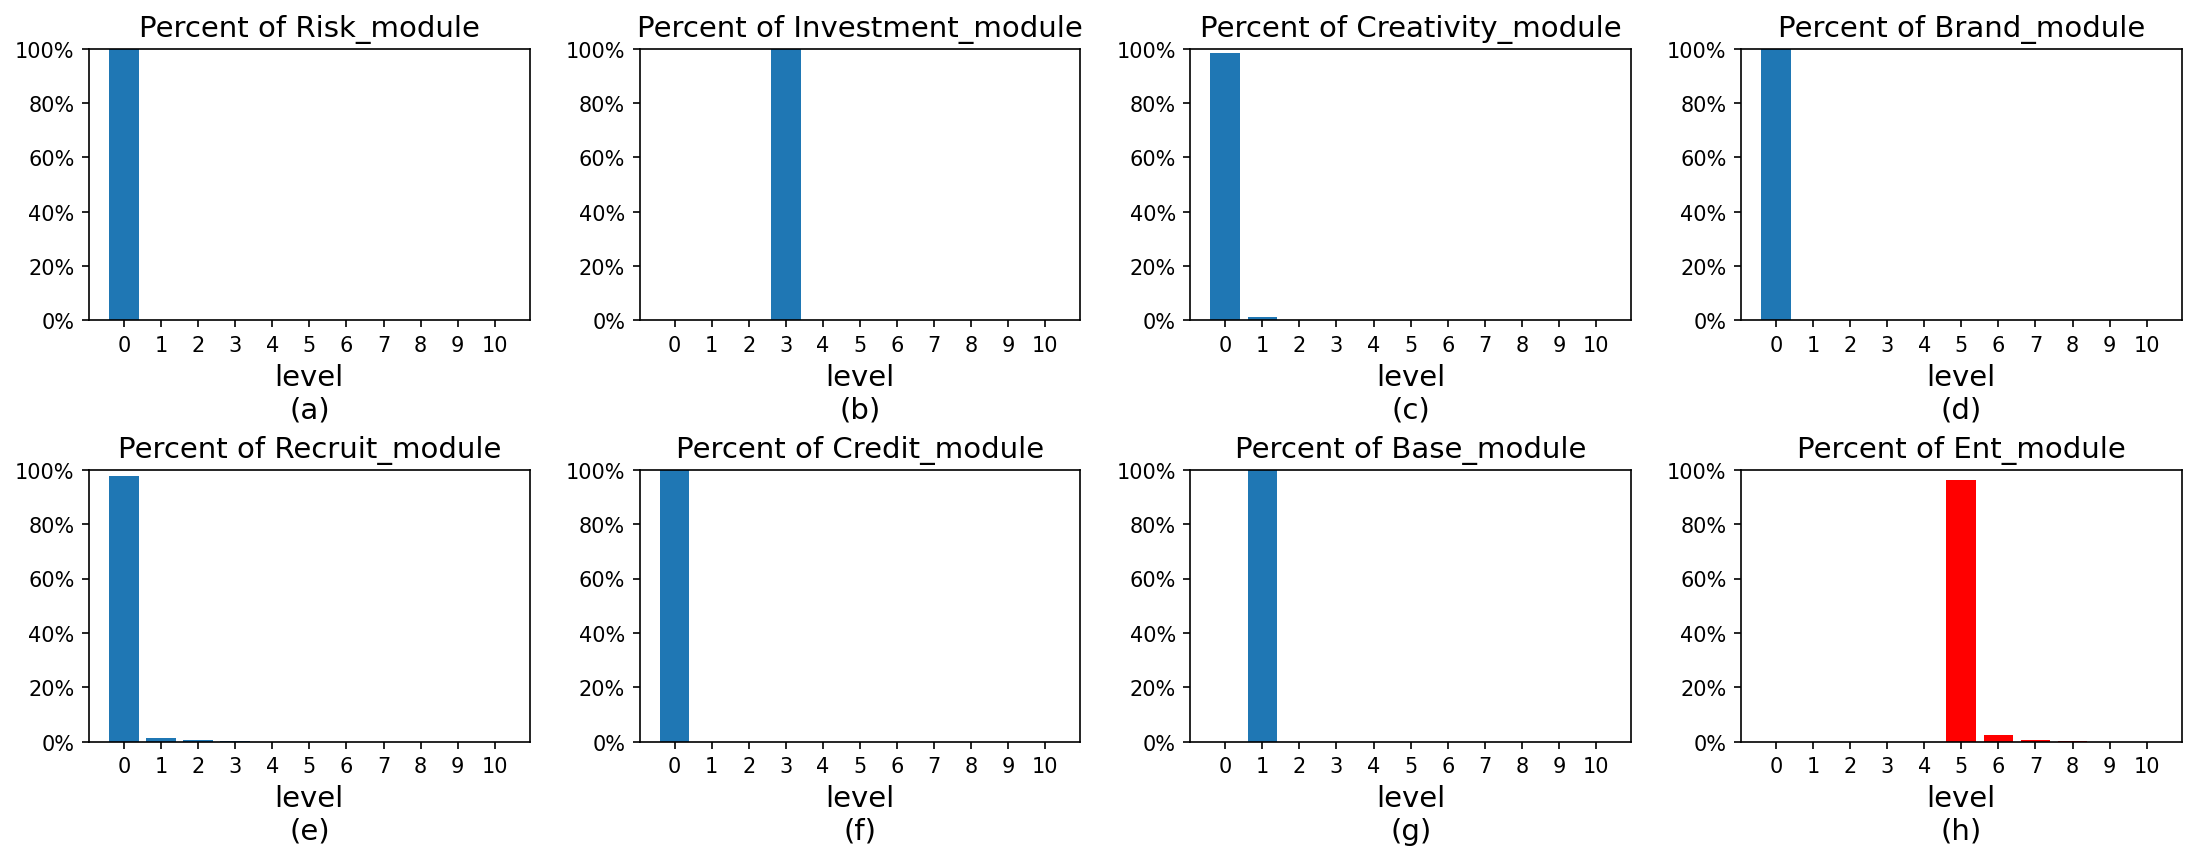 Percent of Risk_module
100%
80%
60%
40%
20%
0%
0 1 2 3 4 5 6 7 8 9 10
level
(a)
Percent of Investment_module
100%
80%
60%
40%
20%
0%
0 1 2 3 4 5 6 7 8 9 10
level
(b)
Percent of Creativity_module
100%
80%
60%
40%
20%
0%
0 1 2 3 4 5 6 7 8 9 10
level
(c)
Percent of Brand_module
100%
80%
60%
40%
20%
0%
0 1 2 3 4 5 6 7 8 9 10
level
(d)
Percent of Recruit_module
100%
80%
60%
40%
20%
0%
0 1 2 3 4 5 6 7 8 9 10
level
(e)
Percent of Credit_module
100%
80%
60%
40%
20%
0%
0 1 2 3 4 5 6 7 8 9 10
level
(f)
Percent of Base_module
100%
80%
60%
40%
20%
0%
0 1 2 3 4 5 6 7 8 9 10
level
(g)
Percent of Ent_module
100%
80%
60%
40%
20%
0%
0 1 2 3 4 5 6 7 8 9 10
level
(h)